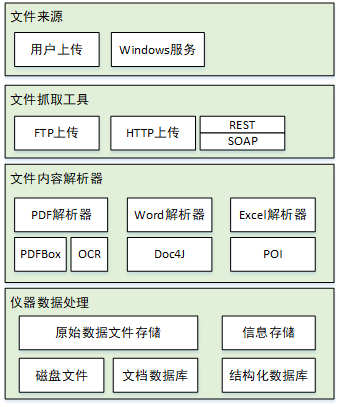 文件来源
用户上传
Windows服务
文件抓取工具
FTP上传
HTTP上传
REST
SOAP
文件内容解析器
PDF解析器
Word解析器
Excel解析器
PDFBox
OCR
Doc4J
POI
仪器数据处理
原始数据文件存储
信息存储
磁盘文件
文档数据库
结构化数据库